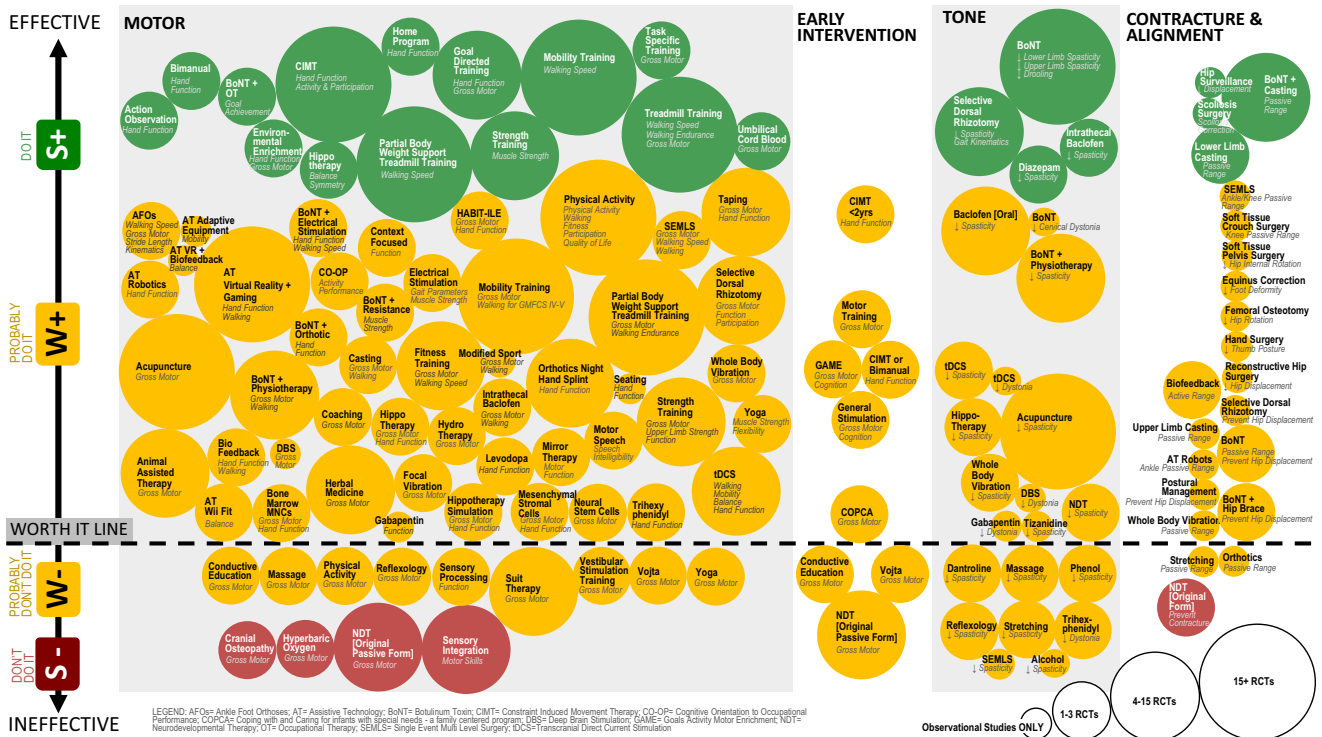 EFFECTIVE
MOTOR
EARLY
INTERVENTION
TONE
CONTRACTURE &
ALIGNMENT
DO IT
S+
PROBABLY
DO IT
W+
WORTH IT LINE
PROBABLY
DON'T DO IT
W-
DON'T
DO IT
S -
INEFFECTIVE
Bimanual
Hand
Function
Action
Observation
Hand Function
BoNT +
OT
Goal
Achievement
CIMT
Hand Function
Activity & Participation
Home
Program
Hand Function
Goal
Directed
Training
Hand Function
Gross Motor
Mobility Training
Walking Speed
Task
Specific
Training
Gross Motor
Environ-
mental
Enrichment
Hand Function
Gross Motor
Hippo
therapy
Balance
Symmetry
Partial Body
Weight Support
Treadmill Training
Walking Speed
Strength
Training
Muscle Strength
Treadmill Training
Walking Speed
Walking Endurance
Gross Motor
Umbilical
Cord Blood
Gross Motor
AFOs
Walking Speed
Gross Motor
Stride Length
Kinematics
AT Adaptive
Equipment
Mobility
AT VR +
Biofeedback
Balance
AT
Robotics
Hand Function
AT
Virtual Reality +
Gaming
Hand Function
Walking
BoNT +
Electrical
Stimulation
Hand Function
Walking Speed
Context
Focused
Function
HABIT-ILE
Gross Motor
Hand Function
Physical Activity
Physical Activity
Walking
Fitness
Participation
Quality of Life
SEMLS
Gross Motor
Walking Speed
Walking
Taping
Gross Motor
Hand Function
CO-OP
Activity
Performance
BoNT +
Resistance
Muscle
Strength
Electrical
Stimulation
Gait Parameters
Muscle Strength
Mobility Training
Gross Motor
Walking for GMFCS IV-V
Partial Body
Weight Support
Treadmill Training
Gross Motor
Walking Endurance
Selective
Dorsal
Rhizotomy
Gross Motor
Function
Participation
Acupuncture
Gross Motor
BoNT +
Orthotic
Hand
Function
BoNT +
Physiotherapy
Gross Motor
Walking
Casting
Gross Motor
Walking
Fitness
Training
Gross Motor
Walking Speed
Modified Sport
Gross Motor
Walking
Orthotics Night
Hand Splint
Hand Function
Seating
Hand
Function
Whole Body
Vibration
Gross Motor
Coaching
Gross Motor
Hippo
Therapy
Gross Motor
Hand Function
Intrathecal
Baclofen
Gross Motor
Walking
Hydro
Therapy
Gross Motor
Strength
Training
Gross Motor
Upper Limb Strength
Function
Yoga
Muscle Strength
Flexibility
Animal
Assisted
Therapy
Gross Motor
Bio
Feedback
Hand Function
Walking
DBS
Gross
Motor
Levodopa
Hand Function
Mirror
Therapy
Motor
Function
Motor
Speech
Speech
Intelligibility
tDCS
Walking
Mobility
Balance
Hand Function
AT
Wii Fit
Balance
Bone
Marrow
MNCs
Gross Motor
Hand Function
Herbal
Medicine
Gross Motor
Focal
Vibration
Gross Motor
Gabapentin
Function
Hippotherapy
Simulation
Gross Motor
Hand Function
Mesenchymal
Stromal
Cells
Gross Motor
Hand Function
Neural
Stem Cells
Gross Motor
Trihexy
phenidyl
Hand Function
Conductive
Education
Gross Motor
Massage
Gross Motor
Physical
Activity
Gross Motor
Reflexology
Gross Motor
Sensory
Processing
Function
Suit
Therapy
Gross Motor
Vestibular
Stimulation
Training
Gross Motor
Vojta
Gross Motor
Yoga
Gross Motor
Cranial
Osteopathy
Gross Motor
Hyperbaric
Oxygen
Gross Motor
NDT
[Original
Passive Form]
Gross Motor
Sensory
Integration
Motor Skills
CIMT
<2yrs
Hand Function
Motor
Training
Gross Motor
GAME
Gross Motor
Cognition
CIMT or
Bimanual
Hand Function
General
Stimulation
Gross Motor
Cognition
COPCA
Gross Motor
Conductive
Education
Gross Motor
Vojta
Gross Motor
NDT
[Original
Passive Form]
Gross Motor
BoNT
↓ Lower Limb Spasticity
↓ Upper Limb Spasticity
↓ Drooling
Selective
Dorsal
Rhizotomy
↓ Spasticity
Gait Kinematics
Intrathecal
Baclofen
↓ Spasticity
Diazepam
↓ Spasticity
Baclofen [Oral]
↓ Spasticity
BoNT
↓ Cervical Dystonia
BoNT +
Physiotherapy
↓ Spasticity
tDCS
↓ Spasticity
tDCS
↓ Dystonia
Hippo-
Therapy
↓ Spasticity
Acupuncture
↓ Spasticity
Whole
Body
Vibration
↓ Spasticity
DBS
↓ Dystonia
NDT
↓ Spasticity
Gabapentin
↓ Dystonia
Tizanidine
↓ Spasticity
Dantroline
↓ Spasticity
Massage
↓ Spasticity
Phenol
↓ Spasticity
Reflexology
↓ Spasticity
Stretching
↓ Spasticity
Trihex-
phenidyl
↓ Dystonia
SEMLS
↓ Spasticity
Alcohol
↓ Spasticity
Hip
Surveillance
↓ Displacement
BoNT +
Casting
Passive
Range
Scoliosis
Surgery
Scoliosis
Correction
Lower Limb
Casting
Passive
Range
SEMLS
Ankle/Knee Passive
Range
Soft Tissue
Crouch Surgery
Knee Passive Range
Soft Tissue
Pelvis Surgery
↓ Hip Internal Rotation
Equinus Correction
↓ Foot Deformity
Femoral Osteotomy
↓ Hip Rotation
Hand Surgery
↓ Thumb Posture
Reconstructive Hip
Surgery
↓ Hip Displacement
Biofeedback
Active Range
Selective Dorsal
Rhizotomy
Prevent Hip Displacement
Upper Limb Casting
Passive Range
BoNT
Passive Range
Prevent Hip Displacement
AT Robots
Ankle Passive Range
Postural
Management
Prevent Hip Displacement
BoNT +
Hip Brace
Prevent Hip Displacement
Whole Body Vibration
Passive Range
Stretching
Passive Range
Orthotics
Passive Range
NDT
[Original
Form]
Prevent
Contracture
Observational Studies ONLY
1-3 RCTs
4-15 RCTs
15+ RCTs
LEGEND: AFOs= Ankle Foot Orthoses; AT= Assistive Technology; BoNT= Botulinum Toxin; CIMT= Constraint Induced Movement Therapy; CO-OP= Cognitive Orientation to Occupational
Performance; COPCA= Coping with and Caring for infants with special needs - a family centered program; DBS= Deep Brain Stimulation; GAME= Goals Activity Motor Enrichment; NDT=
Neurodevelopmental Therapy; OT= Occupational Therapy; SEMLS= Single Event Multi Level Surgery; tDCS=Transcranial Direct Current Stimulation